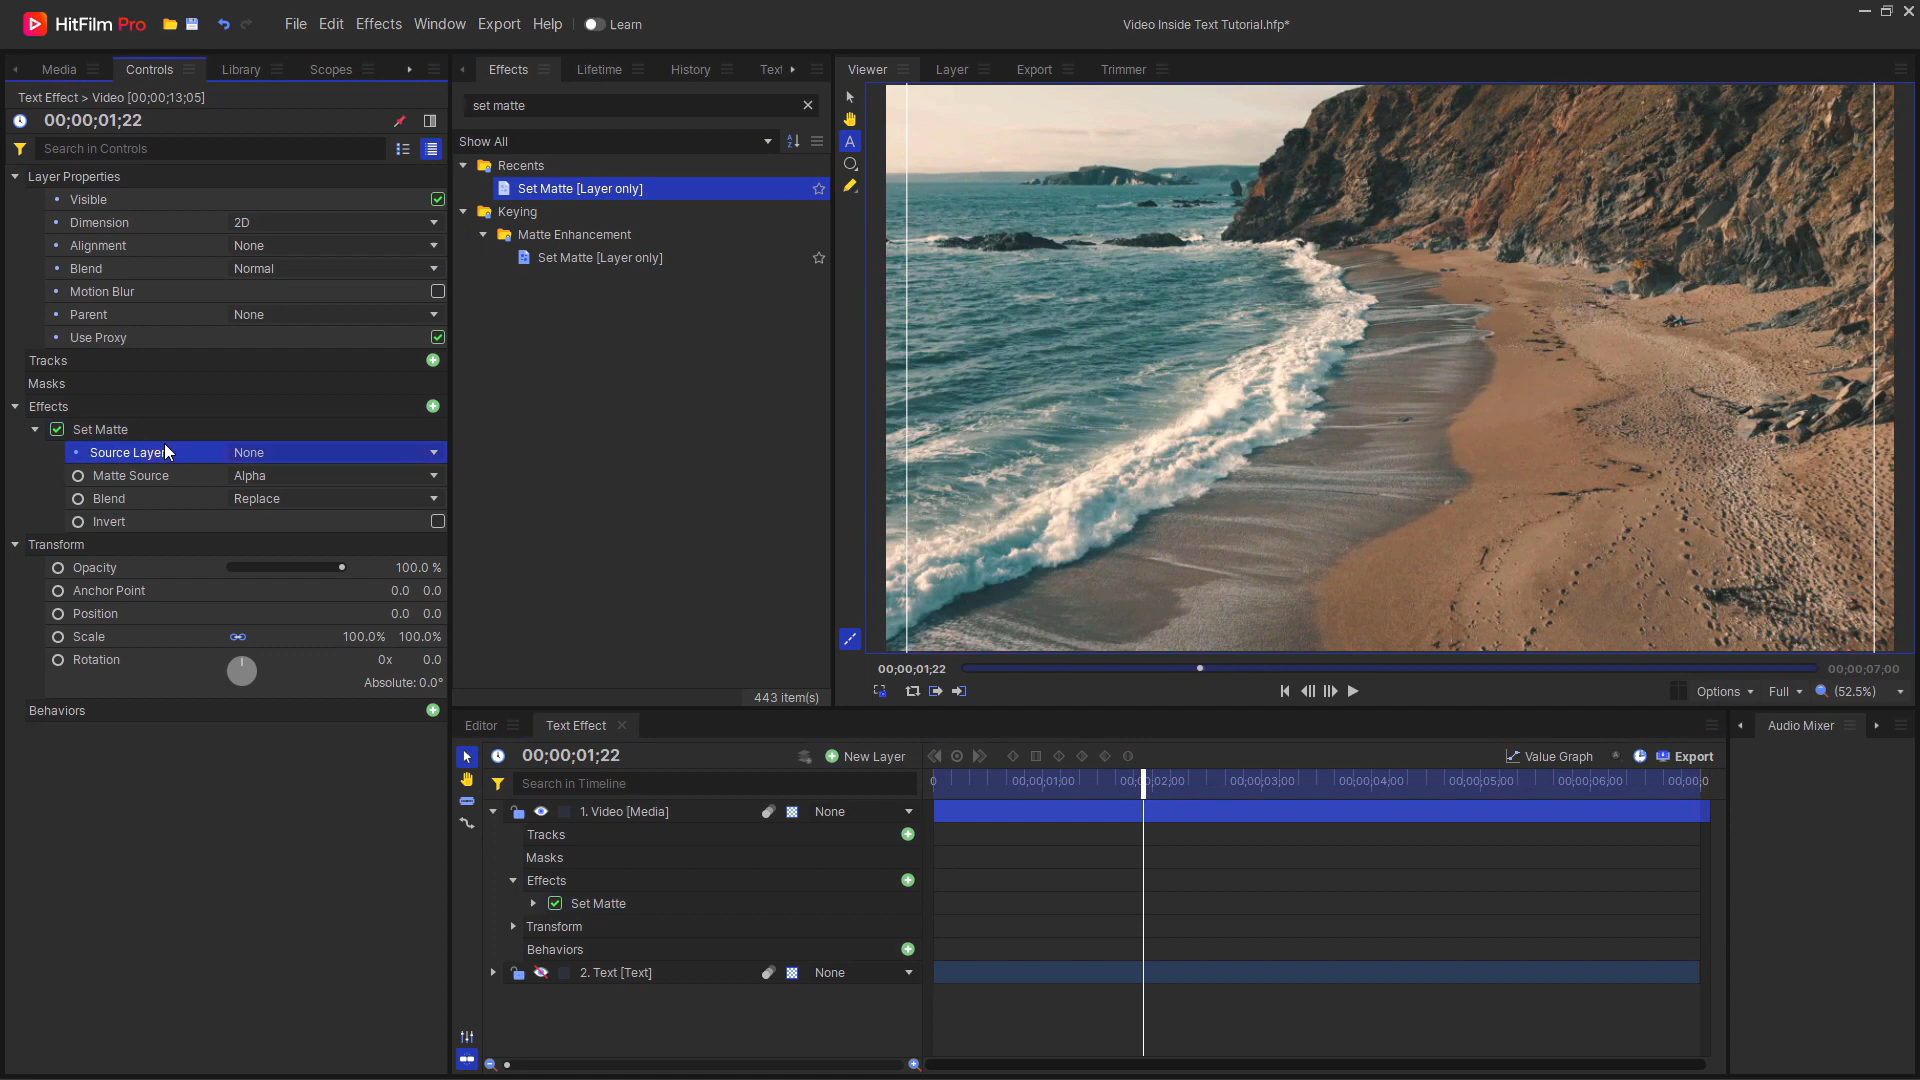 HitFilm Pro
File
Edit
Effects
Window
Export
Help
Learn
Video Inside Text Tutorial.hfp*
Media
Controls
Library
Scopes
Text Effect > Video [00;00;13;05]
00;00;01;22
Search in Controls
Layer Properties
Visible
Dimension 2D
Alignment None
Blend Normal
Motion Blur
Parent None
Use Proxy
Tracks
Masks
Effects
Set Matte
Source Layer None
Matte Source Alpha
Blend Replace
Invert
Transform
Opacity 100.0 %
Anchor Point 0.0 0.0
Position 0.0 0.0
Scale 100.0% 100.0%
Rotation 0x 0.0
Absolute: 0.0°
Behaviors
Effects
Lifetime
History
Text
set matte
Show All
Recents
Set Matte [Layer only]
Keying
Matte Enhancement
Set Matte [Layer only]
443 item(s)
Viewer
Layer
Export
Trimmer
A
00;00;01;22
00;00;07;00
Options
Full
(52.5%)
Editor
Text Effect
00;00;01;22
New Layer
Value Graph
Export
Search in Timeline
0 00;00;01;00 00;00;02;00 00;00;03;00 00;00;04;00 00;00;05;00 00;00;06;00 00;00;0
1. Video [Media] None
Tracks
Masks
Effects
Set Matte
Transform
Behaviors
2. Text [Text] None
Audio Mixer